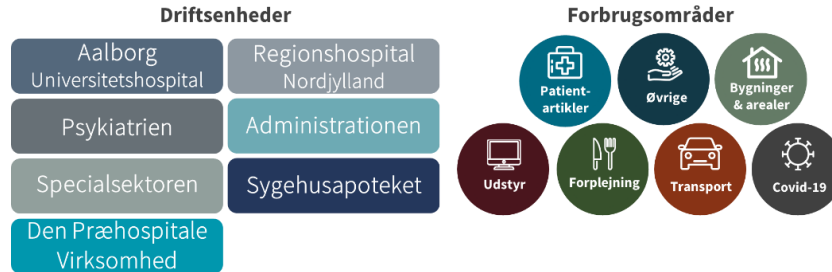 Driftsenheder
Aalborg
Universitetshospital
Regionshospital
Nordjylland
Psykiatrien
Administrationen
Specialsektoren
Sygehusapoteket
Den Præhospitale
Virksomhed
Forbrugsområder
Patient-
artikler
Øvrige
Bygninger
& arealer
Udstyr
Forplejning
Transport
Covid-19